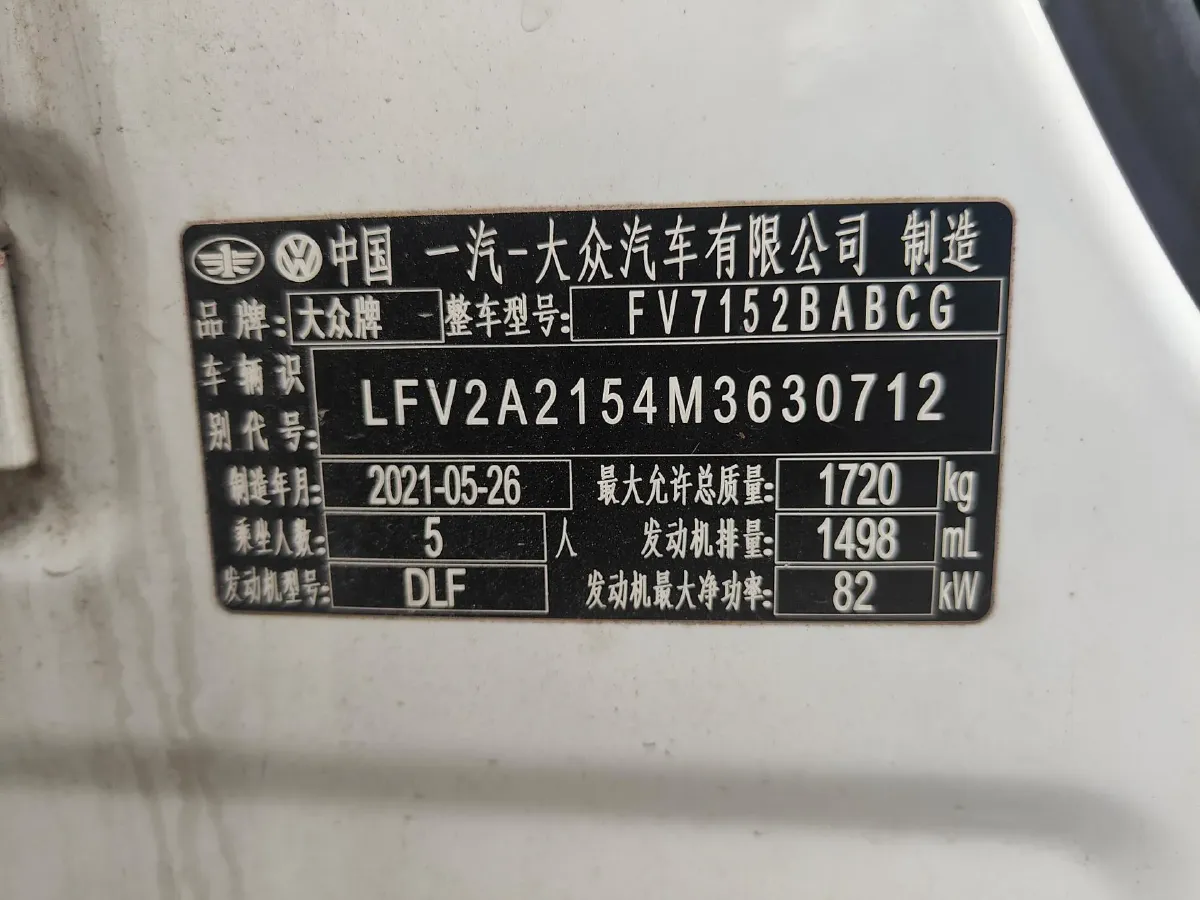 中国 一汽-大众汽车有限公司 制造
品牌: 大众牌 整车型号: FV7152BABCG
车辆识别代号: LFV2A2154M3630712
制造年月: 2021-05-26 最大允许总质量: 1720 kg
乘坐人数: 5 人 发动机排量: 1498 mL
发动机型号: DLF 发动机最大净功率: 82 kW